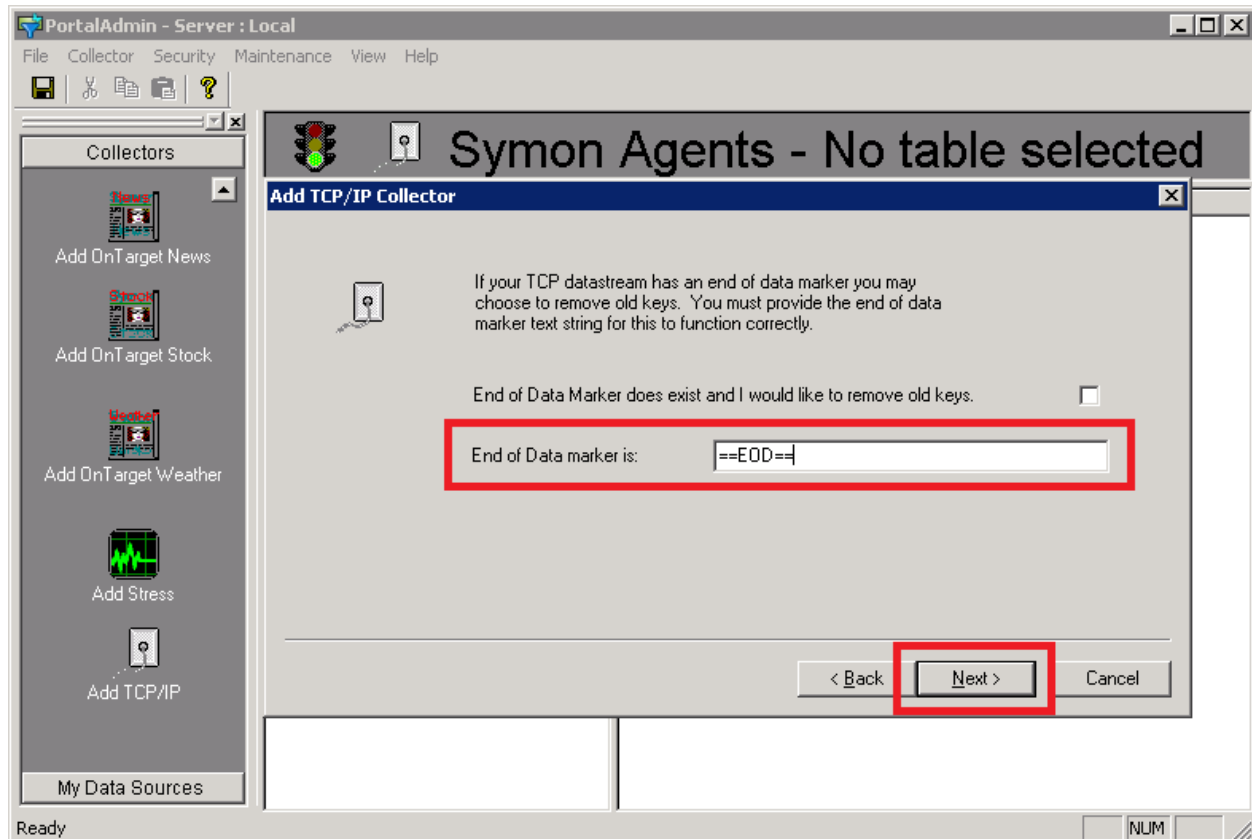 PortalAdmin - Server : Local
File Collector Security Maintenance View Help
Collectors
Symon Agents - No table selected
News
Add OnTarget News
Stock
Add OnTarget Stock
Weather
Add OnTarget Weather
Add Stress
Add TCP/IP
My Data Sources
Add TCP/IP Collector
If your TCP datastream has an end of data marker you may
choose to remove old keys. You must provide the end of data
marker text string for this to function correctly.
End of Data Marker does exist and I would like to remove old keys.
End of Data marker is: ==EOD==
< Back Next > Cancel
Ready NUM